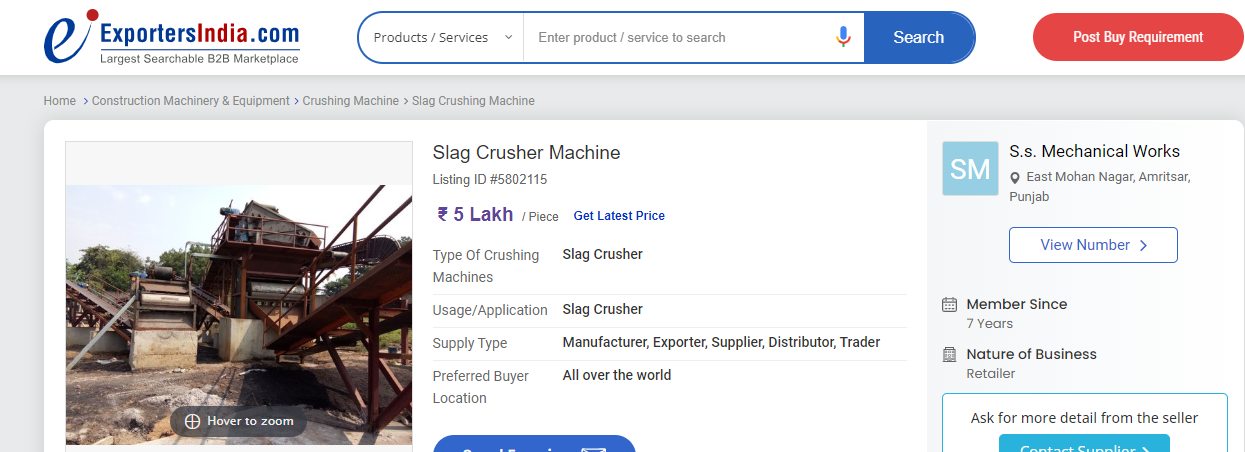 ExportersIndia.com
Largest Searchable B2B Marketplace
Products / Services
Enter product / service to search
Search
Post Buy Requirement
Home > Construction Machinery & Equipment > Crushing Machine > Slag Crushing Machine
Slag Crusher Machine
Listing ID #5802115
₹ 5 Lakh / Piece Get Latest Price
Type Of Crushing
Machines
Slag Crusher
Usage/Application Slag Crusher
Supply Type Manufacturer, Exporter, Supplier, Distributor, Trader
Preferred Buyer
Location
All over the world
Hover to zoom
SM
S.s. Mechanical Works
East Mohan Nagar, Amritsar,
Punjab
View Number
Member Since
7 Years
Nature of Business
Retailer
Ask for more detail from the seller
Contact Supplier